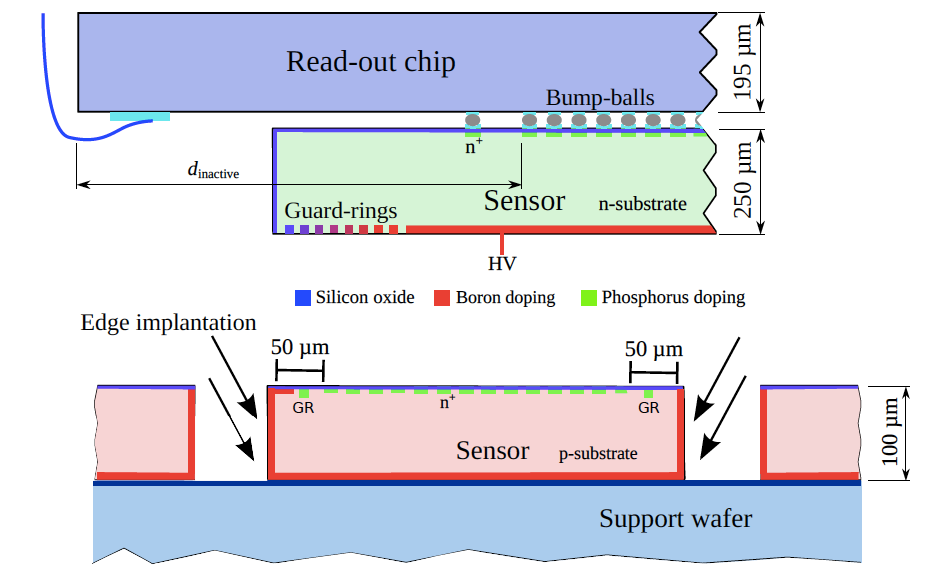 Read-out chip
195 µm
Bump-balls
n+
d inactive
Sensor n-substrate
250 µm
Guard-rings
HV
Silicon oxide Boron doping Phosphorus doping
Edge implantation
50 µm 50 µm
GR n+ GR
Sensor p-substrate
100 µm
Support wafer